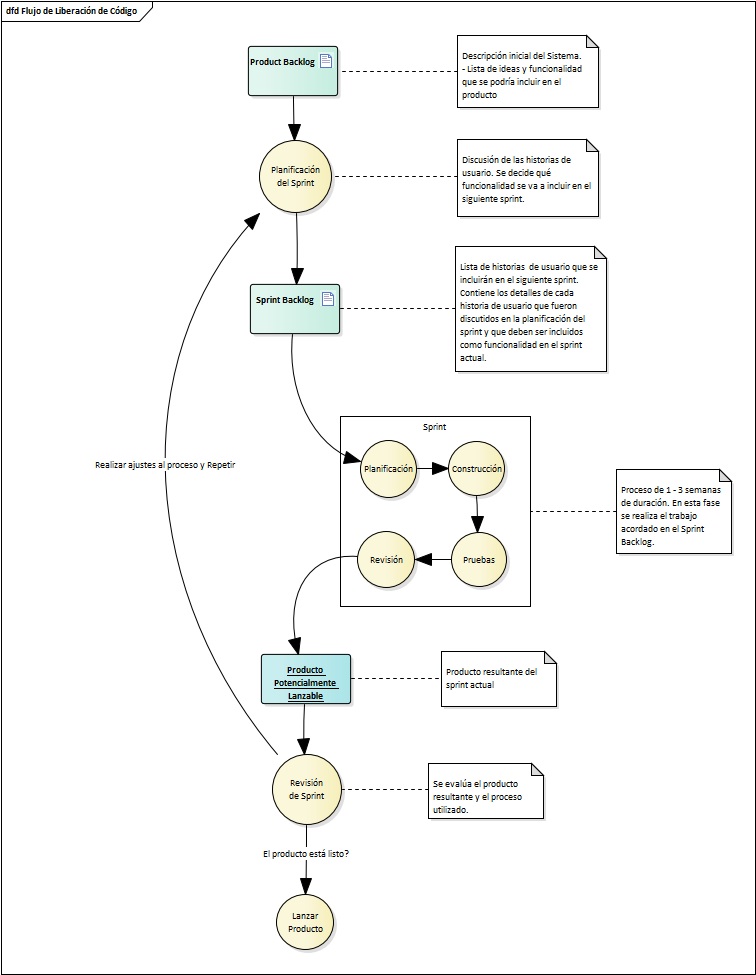 dfd Flujo de Liberación de Código
Product Backlog
Descripción inicial del Sistema.
- Lista de ideas y funcionalidad
que se podría incluir en el
producto
Planificación
del Sprint
Discusión de las historias de
usuario. Se decide qué
funcionalidad se va a incluir en el
siguiente sprint.
Sprint Backlog
Lista de historias de usuario que se
incluirán en el siguiente sprint.
Contiene los detalles de cada
historia de usuario que fueron
discutidos en la planificación del
sprint y que deben ser incluidos
como funcionalidad en el sprint
actual.
Sprint
Planificación
Construcción
Realizar ajustes al proceso y Repetir
Proceso de 1 - 3 semanas
de duración. En esta fase
se realiza el trabajo
acordado en el Sprint
Backlog.
Revisión
Pruebas
Producto
Potencialmente
Lanzable
Producto resultante del
sprint actual
Revisión
de Sprint
Se evalúa el producto
resultante y el proceso
utilizado.
El producto está listo?
Lanzar
Producto